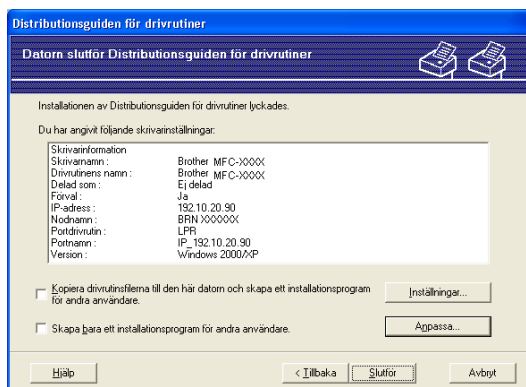 Distributionsguiden för drivrutiner
Datorn slutför Distributionsguiden för drivrutiner
Installationen av Distributionsguiden för drivrutiner lyckades.
Du har angivit följande skrivarinställningar:
Skrivarinformation
Skrivarnamn : Brother MFC-XXXX
Drivrutinens namn : Brother MFC-XXXX
Delad som : Ej delad
Förval : Ja
IP-adress : 192.10.20.90
Nodnamn : BRN XXXXXX
Portdrivrutin : LPR
Portnamn : IP_192.10.20.90
Version : Windows 2000/XP
Kopiera drivrutinsfilerna till den här datorn och skapa ett installationsprogram
för andra användare.
Inställningar...
Skapa bara ett installationsprogram för andra användare.
Anpassa...
Hjälp
< Tillbaka
Slutför
Avbryt